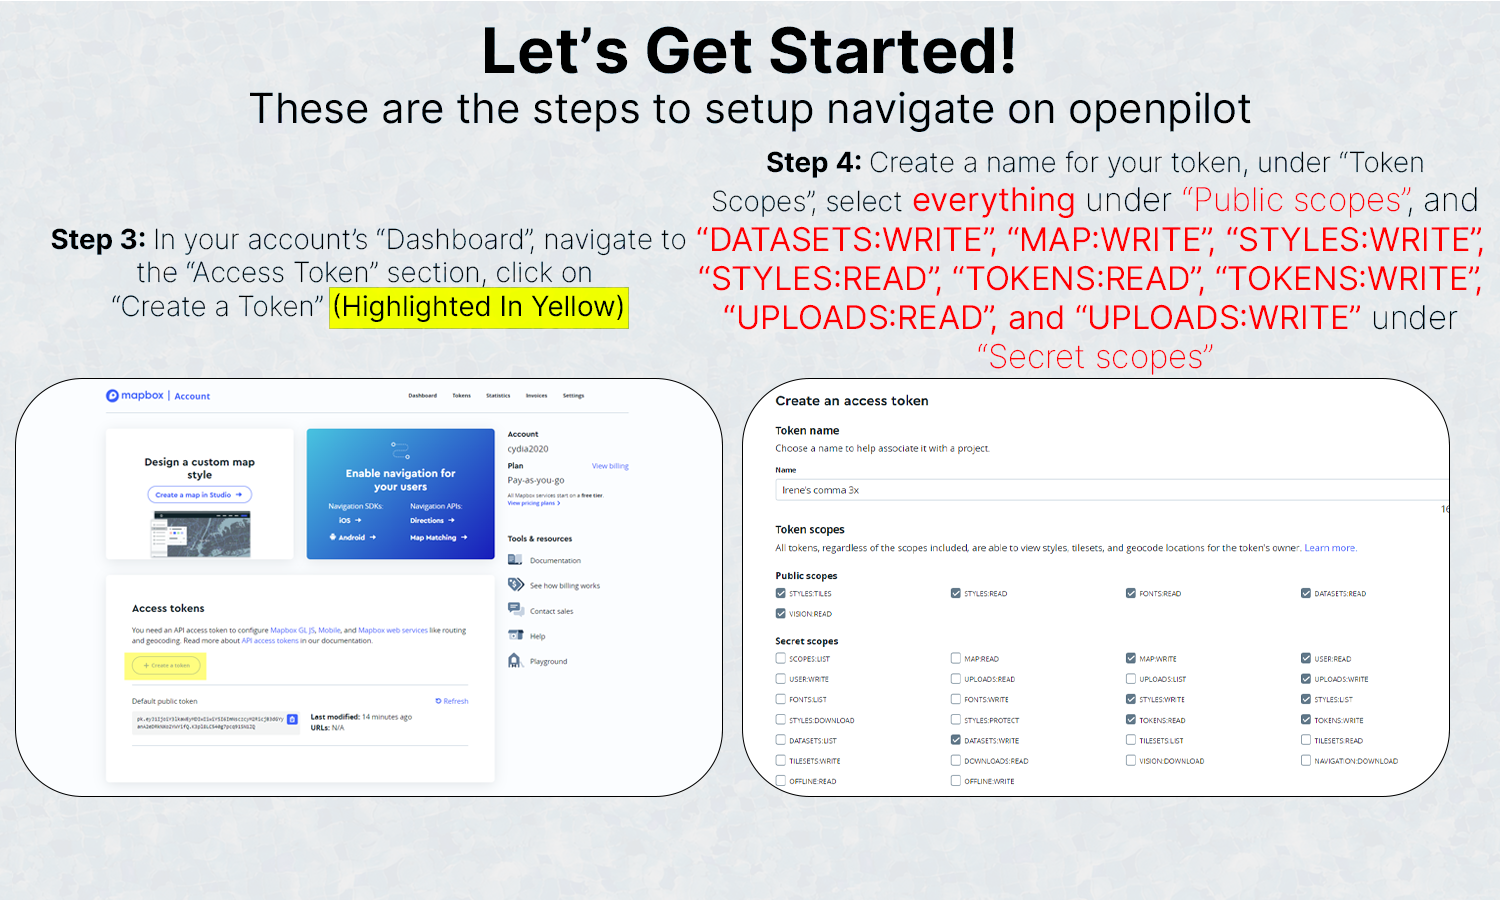 Let’s Get Started!
These are the steps to setup navigate on openpilot
Step 3: In your account’s “Dashboard”, navigate to
the “Access Token” section, click on
“Create a Token” (Highlighted In Yellow)
Step 4: Create a name for your token, under “Token
Scopes”, select everything under “Public scopes”, and
“DATASETS:WRITE”, “MAP:WRITE”, “STYLES:WRITE”,
“STYLES:READ”, “TOKENS:READ”, “TOKENS:WRITE”,
“UPLOADS:READ”, and “UPLOADS:WRITE” under
“Secret scopes”
mapbox | Account
Dashboard Tokens Statistics Invoices Settings
Design a custom map
style
Create a map in Studio →
Enable navigation for
your users
Navigation SDKs: Navigation APIs:
iOS → Directions →
Android → Map Matching →
Account
cydia2020
Plan View billing
Pay-as-you-go
All Mapbox services start on a free tier.
View pricing plans >
Tools & resources
Documentation
See how billing works
Contact sales
Help
Playground
Access tokens
You need an API access token to configure Mapbox GL JS, Mobile, and Mapbox web services like routing
and geocoding. Read more about API access tokens in our documentation.
+ Create a token
Default public token Refresh
Last modified: 14 minutes ago
URLs: N/A
Create an access token
Token name
Choose a name to help associate it with a project.
Name
Irene's comma 3x
16
Token scopes
All tokens, regardless of the scopes included, are able to view styles, tilesets, and geocode locations for the token's owner. Learn more.
Public scopes
STYLES:TILES STYLES:READ FONTS:READ DATASETS:READ
VISION:READ
Secret scopes
SCOPES:LIST MAP:READ MAP:WRITE USER:READ
USER:WRITE UPLOADS:READ UPLOADS:LIST UPLOADS:WRITE
FONTS:LIST FONTS:WRITE STYLES:WRITE STYLES:LIST
STYLES:DOWNLOAD STYLES:PROTECT TOKENS:READ TOKENS:WRITE
DATASETS:LIST DATASETS:WRITE TILESETS:LIST TILESETS:READ
TILESETS:WRITE DOWNLOADS:READ VISION:DOWNLOAD NAVIGATION:DOWNLOAD
OFFLINE:READ OFFLINE:WRITE